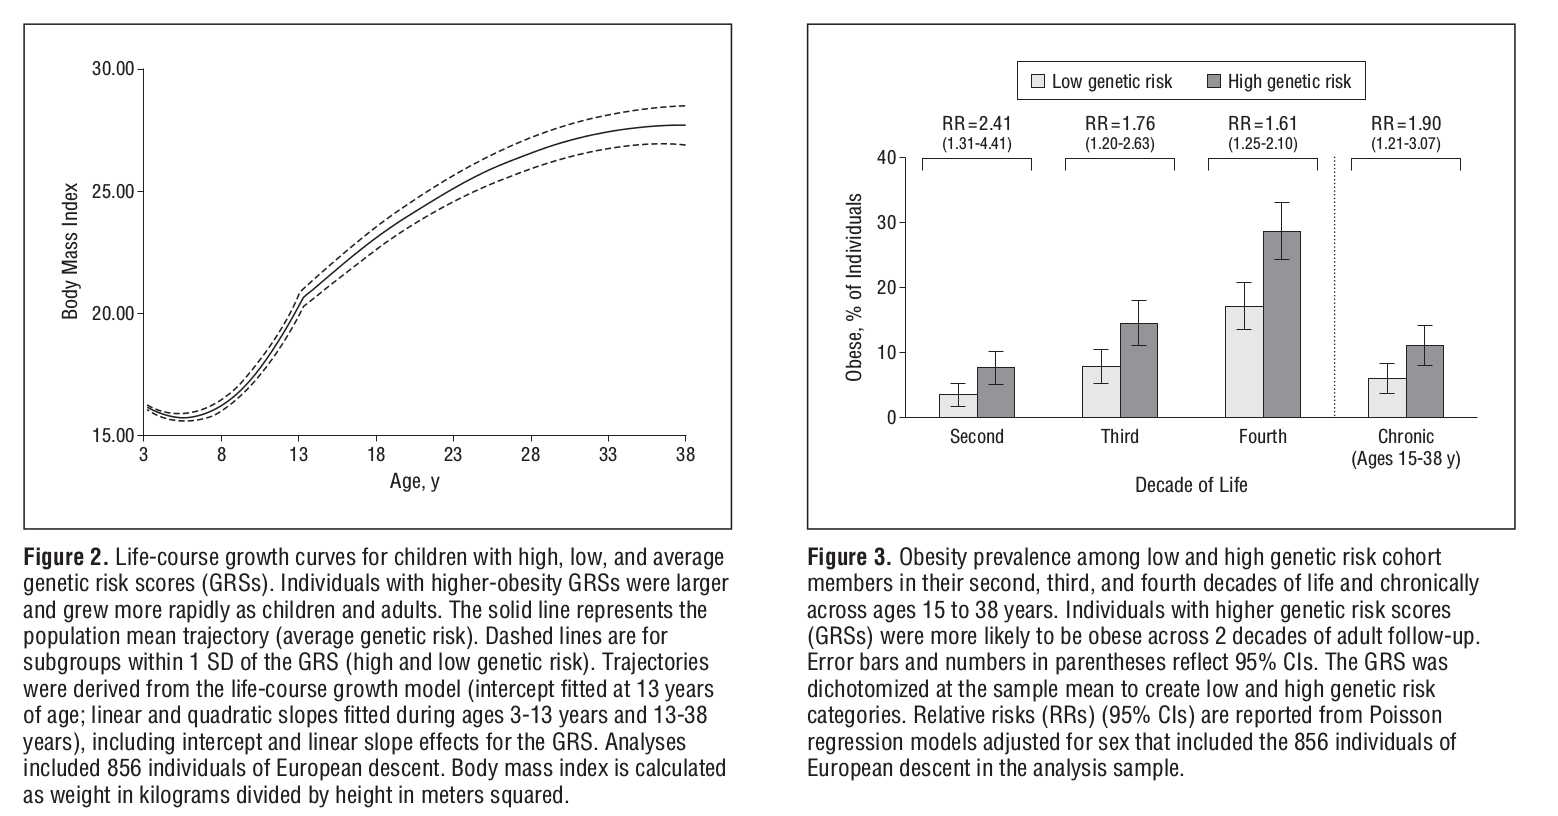 30.00
25.00
20.00
15.00
Body Mass Index
3 8 13 18 23 28 33 38
Age, y
Figure 2. Life-course growth curves for children with high, low, and average
genetic risk scores (GRSs). Individuals with higher-obesity GRSs were larger
and grew more rapidly as children and adults. The solid line represents the
population mean trajectory (average genetic risk). Dashed lines are for
subgroups within 1 SD of the GRS (high and low genetic risk). Trajectories
were derived from the life-course growth model (intercept fitted at 13 years
of age; linear and quadratic slopes fitted during ages 3-13 years and 13-38
years), including intercept and linear slope effects for the GRS. Analyses
included 856 individuals of European descent. Body mass index is calculated
as weight in kilograms divided by height in meters squared.
Low genetic risk High genetic risk
RR=2.41 RR=1.76 RR=1.61 RR=1.90
(1.31-4.41) (1.20-2.63) (1.25-2.10) (1.21-3.07)
40
30
20
10
0
Obese, % of Individuals
Second Third Fourth Chronic
(Ages 15-38 y)
Decade of Life
Figure 3. Obesity prevalence among low and high genetic risk cohort
members in their second, third, and fourth decades of life and chronically
across ages 15 to 38 years. Individuals with higher genetic risk scores
(GRSs) were more likely to be obese across 2 decades of adult follow-up.
Error bars and numbers in parentheses reflect 95% CIs. The GRS was
dichotomized at the sample mean to create low and high genetic risk
categories. Relative risks (RRs) (95% CIs) are reported from Poisson
regression models adjusted for sex that included the 856 individuals of
European descent in the analysis sample.